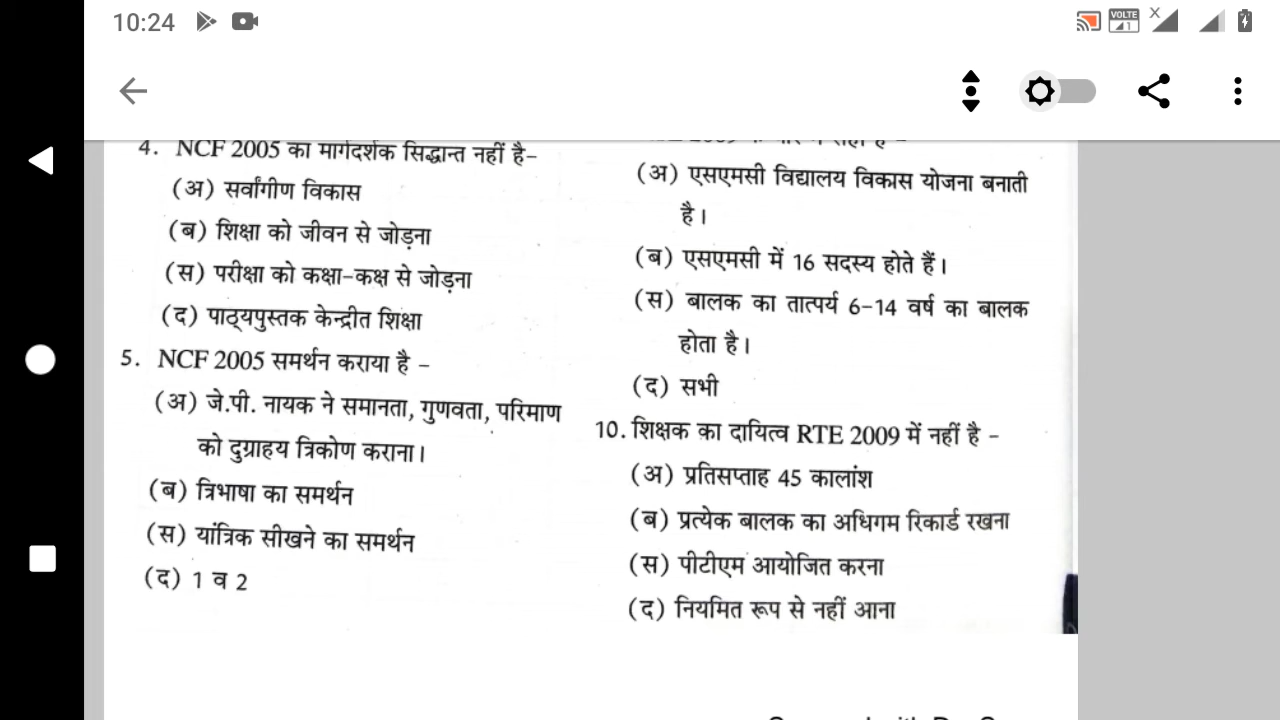 10:24
VOLTE
1
X
4. NCF 2005 का मार्गदर्शक सिद्धान्त नहीं है-
(अ) सर्वांगीण विकास
(ब) शिक्षा को जीवन से जोड़ना
(स) परीक्षा को कक्षा-कक्ष से जोड़ना
(द) पाठ्यपुस्तक केन्द्रीत शिक्षा
5. NCF 2005 समर्थन कराया है -
(अ) जे.पी. नायक ने समानता, गुणवता, परिमाण
को दुग्राहय त्रिकोण कराना।
(ब) त्रिभाषा का समर्थन
(स) यांत्रिक सीखने का समर्थन
(द) 1 व 2
(अ) एसएमसी विद्यालय विकास योजना बनाती
है।
(ब) एसएमसी में 16 सदस्य होते हैं।
(स) बालक का तात्पर्य 6-14 वर्ष का बालक
होता है।
(द) सभी
10. शिक्षक का दायित्व RTE 2009 में नहीं है -
(अ) प्रतिसप्ताह 45 कालांश
(ब) प्रत्येक बालक का अधिगम रिकार्ड रखना
(स) पीटीएम आयोजित करना
(द) नियमित रूप से नहीं आना